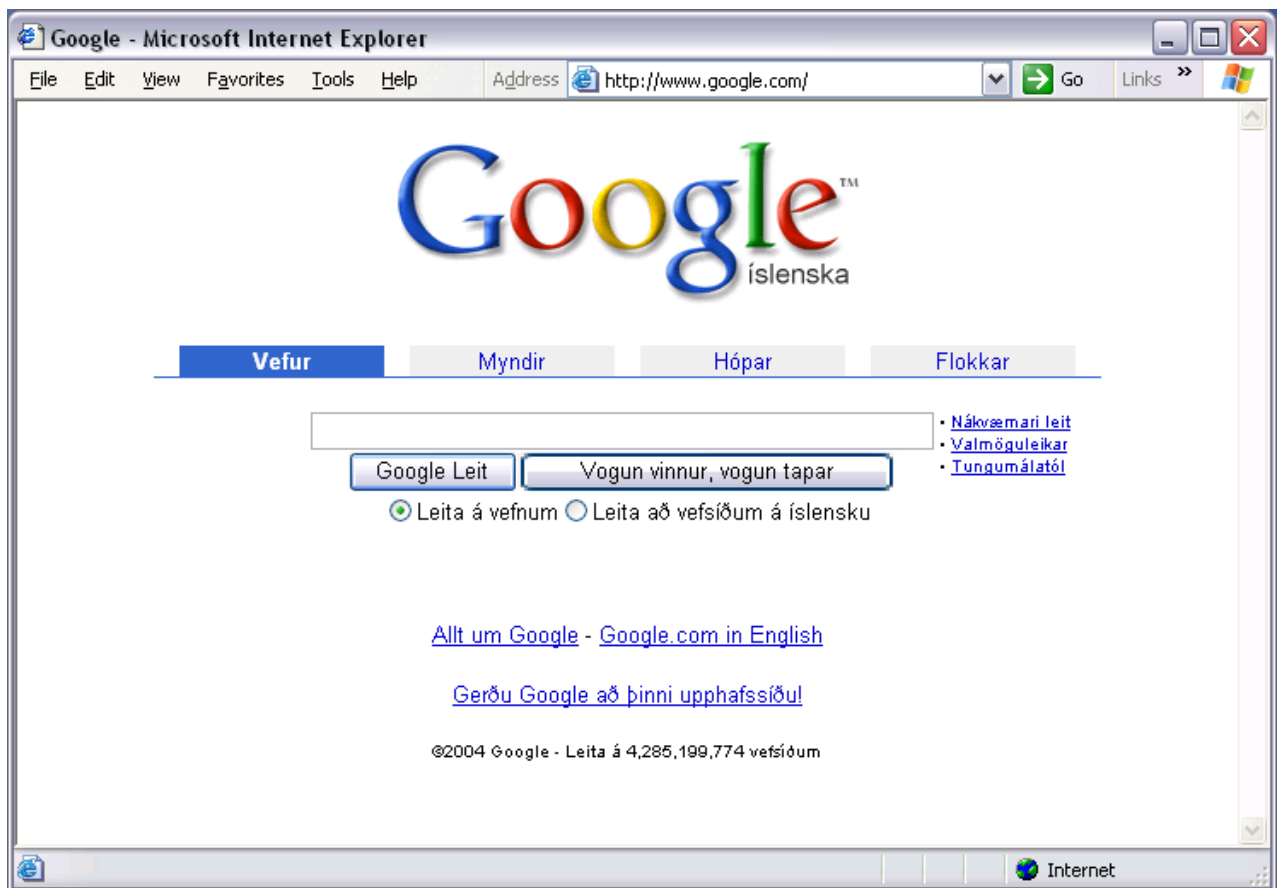 Google - Microsoft Internet Explorer
File Edit View Favorites Tools Help Address http://www.google.com/ Go Links »
Google™
íslenska
Vefur Myndir Hópar Flokkar
• Nákvæmari leit
• Valmöguleikar
• Tungumálatól
Google Leit Vogun vinnur, vogun tapar
Leita á vefnum Leita að vefsíðum á íslensku
Allt um Google - Google.com in English
Gerðu Google að þinni upphafssíðu!
©2004 Google - Leita á 4,285,199,774 vefsíðum
Internet